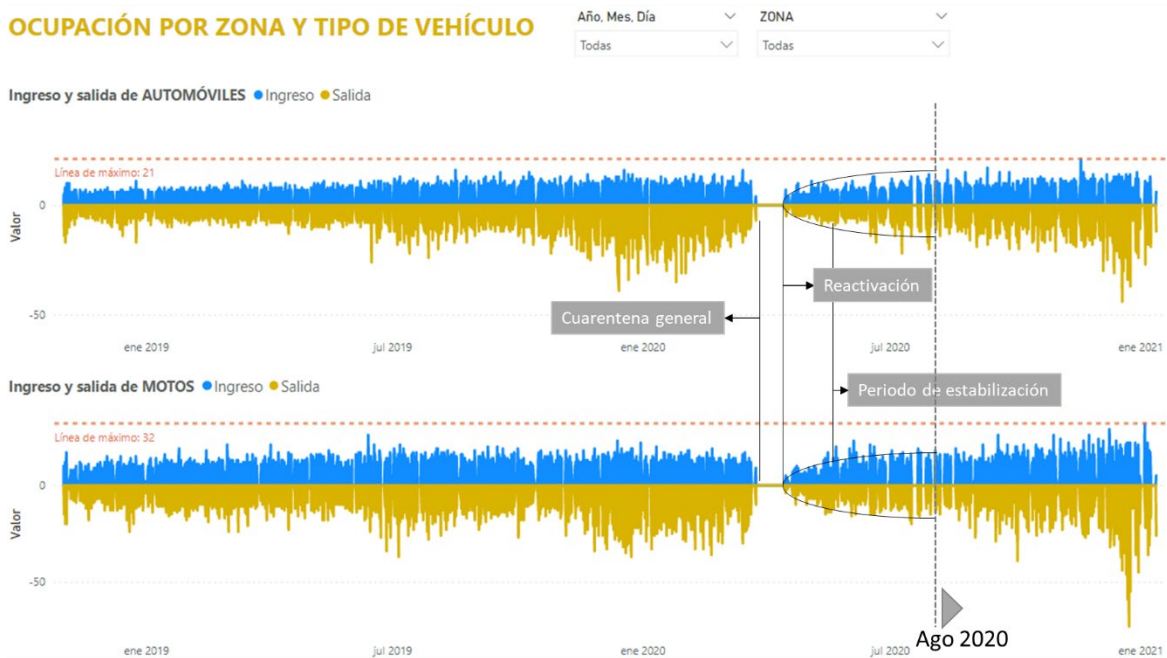 OCUPACIÓN POR ZONA Y TIPO DE VEHÍCULO
Año, Mes, Día
Todas
ZONA
Todas
Ingreso y salida de AUTOMÓVILES Ingreso Salida
Línea de máximo: 21
0
Valor
-50
Reactivación
Cuarentena general
ene 2019 jul 2019 ene 2020 jul 2020 ene 2021
Ingreso y salida de MOTOS Ingreso Salida
Periodo de estabilización
Línea de máximo: 32
0
Valor
-50
Ago 2020
ene 2019 jul 2019 ene 2020 jul 2020 ene 2021